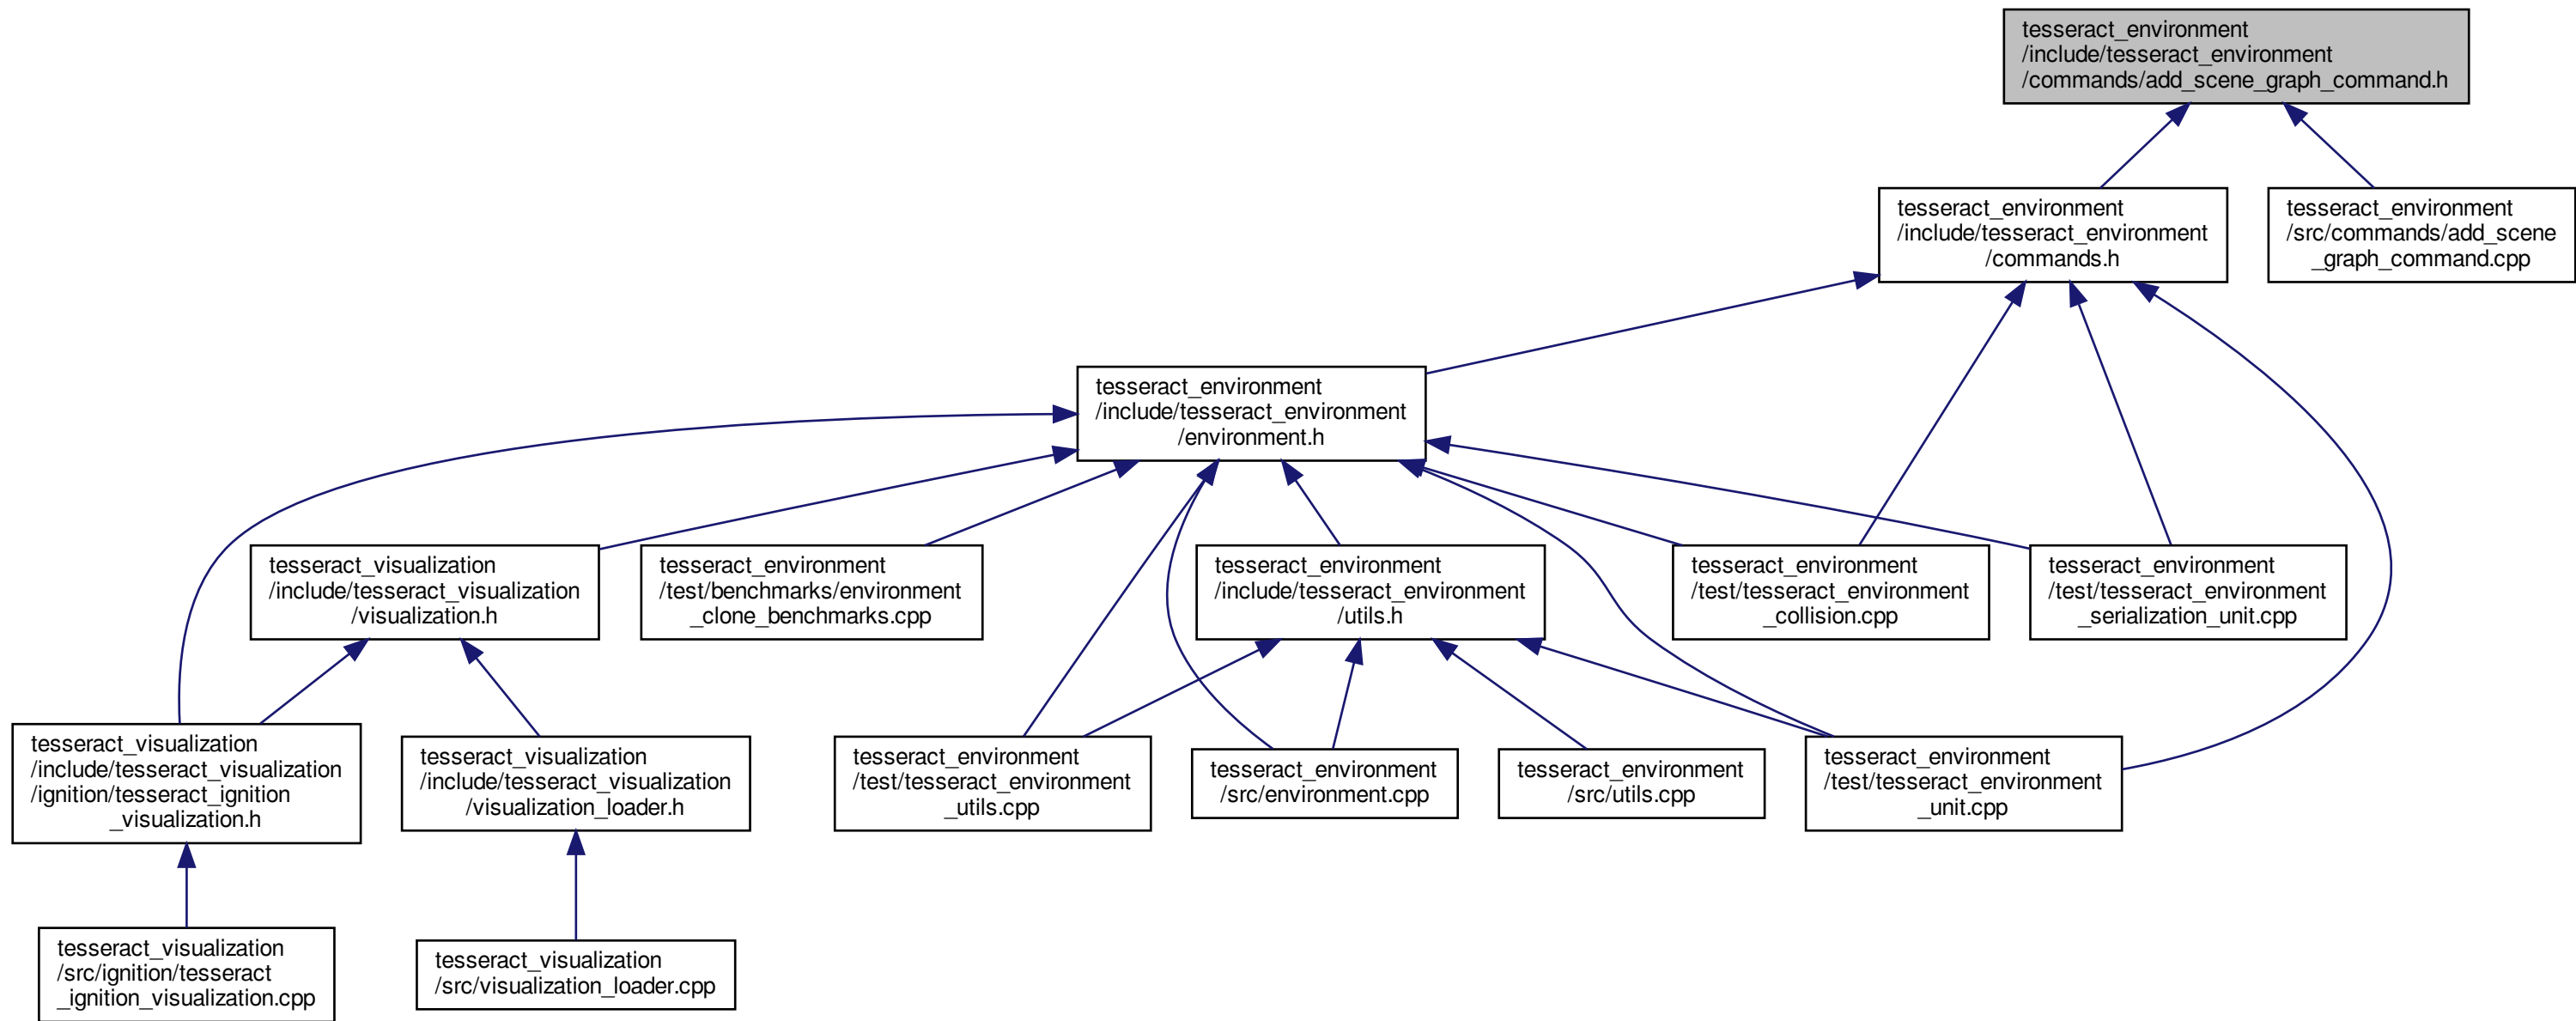 tesseract_environment
/include/tesseract_environment
/commands/add_scene_graph_command.h
tesseract_environment
/include/tesseract_environment
/commands.h
tesseract_environment
/src/commands/add_scene
_graph_command.cpp
tesseract_environment
/include/tesseract_environment
/environment.h
tesseract_visualization
/include/tesseract_visualization
/visualization.h
tesseract_environment
/test/benchmarks/environment
_clone_benchmarks.cpp
tesseract_environment
/include/tesseract_environment
/utils.h
tesseract_environment
/test/tesseract_environment
_collision.cpp
tesseract_environment
/test/tesseract_environment
_serialization_unit.cpp
tesseract_visualization
/include/tesseract_visualization
/ignition/tesseract_ignition
_visualization.h
tesseract_visualization
/include/tesseract_visualization
/visualization_loader.h
tesseract_environment
/test/tesseract_environment
_utils.cpp
tesseract_environment
/src/environment.cpp
tesseract_environment
/src/utils.cpp
tesseract_environment
/test/tesseract_environment
_unit.cpp
tesseract_visualization
/src/ignition/tesseract
_ignition_visualization.cpp
tesseract_visualization
/src/visualization_loader.cpp